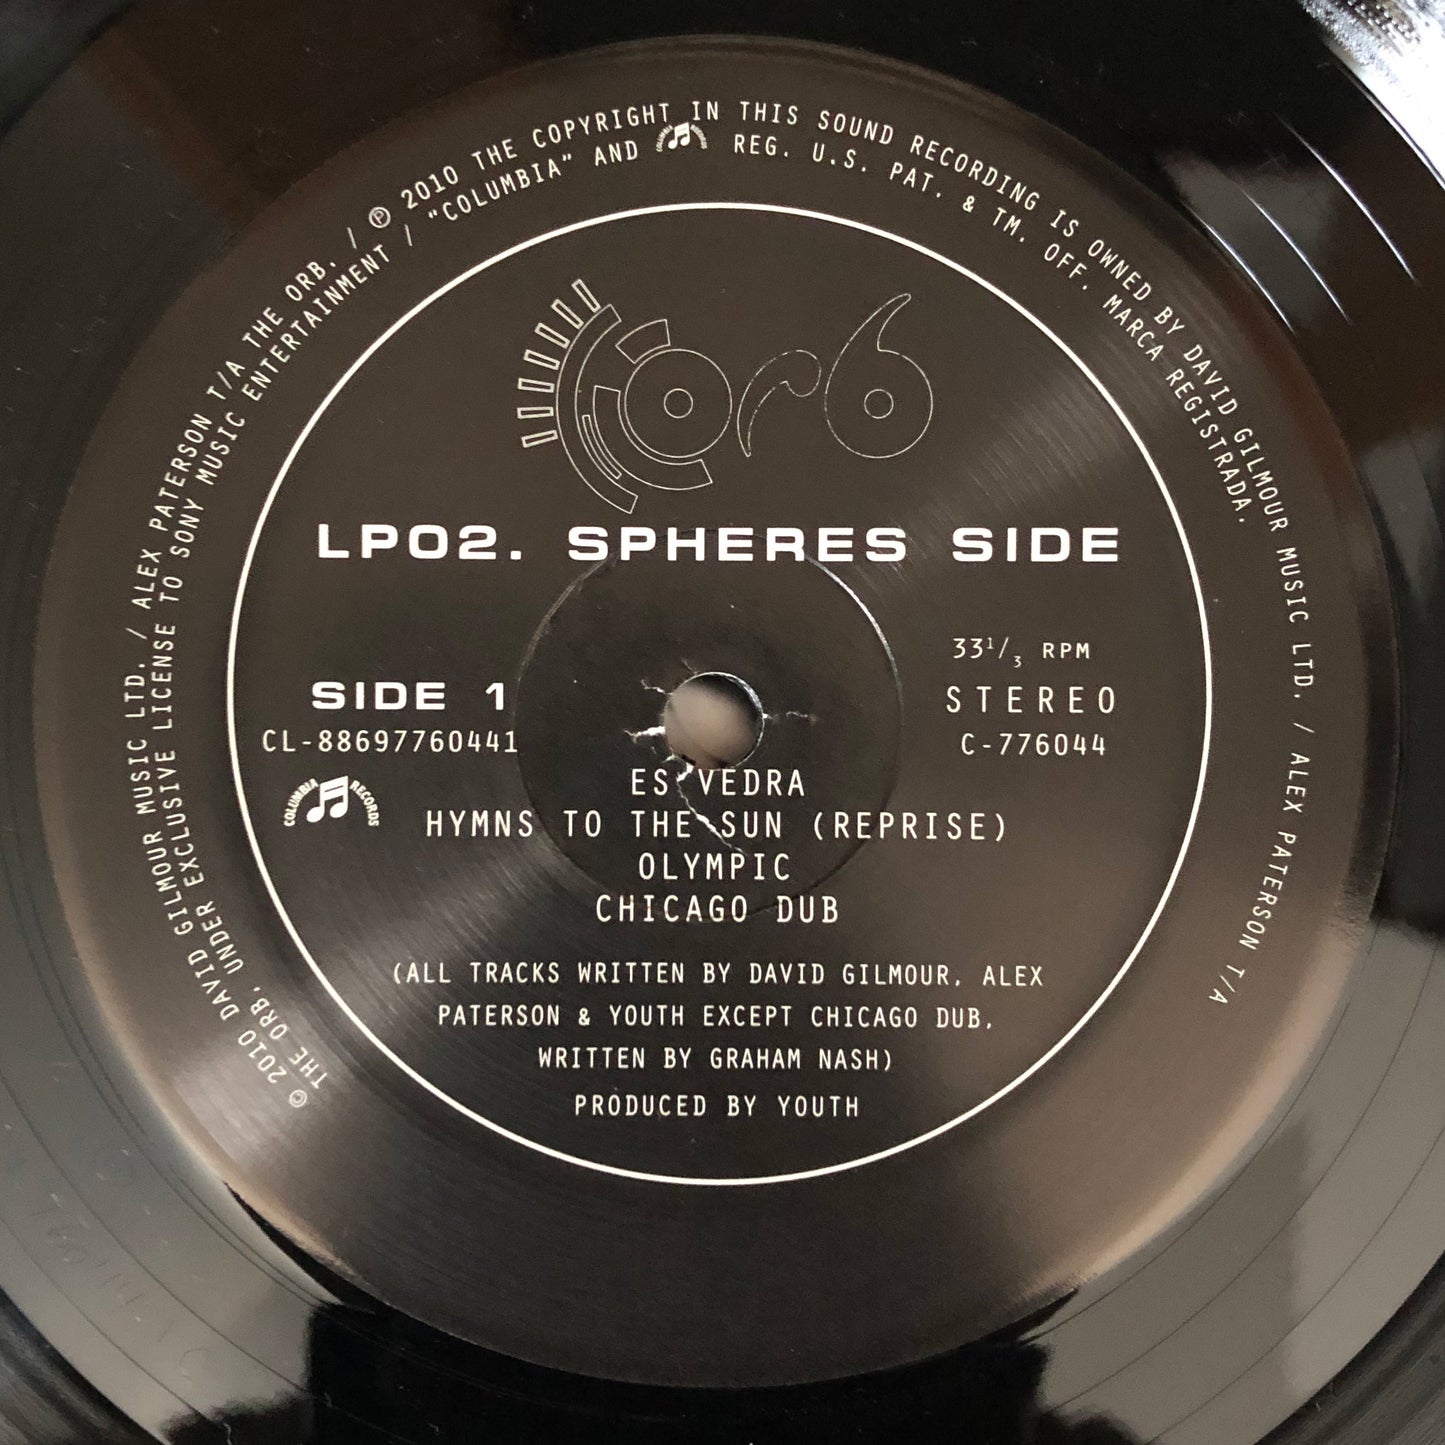 © 2010 DAVID GILMOUR MUSIC LTD. / ALEX PATERSON T/A THE ORB. / ℗ 2010 THE COPYRIGHT IN THIS SOUND RECORDING IS OWNED BY DAVID GILMOUR MUSIC LTD. / ALEX PATERSON T/A
THE ORB, UNDER EXCLUSIVE LICENSE TO SONY MUSIC ENTERTAINMENT / "COLUMBIA" AND COLUMBIA RECORDS REG. U.S. PAT. & TM. OFF. MARCA REGISTRADA.
orb
LP02. SPHERES SIDE
33 1/3 RPM
SIDE 1
STEREO
CL-88697760441
C-776044
COLUMBIA RECORDS
ES VEDRA
HYMNS TO THE SUN (REPRISE)
OLYMPIC
CHICAGO DUB
(ALL TRACKS WRITTEN BY DAVID GILMOUR, ALEX
PATERSON & YOUTH EXCEPT CHICAGO DUB,
WRITTEN BY GRAHAM NASH)
PRODUCED BY YOUTH